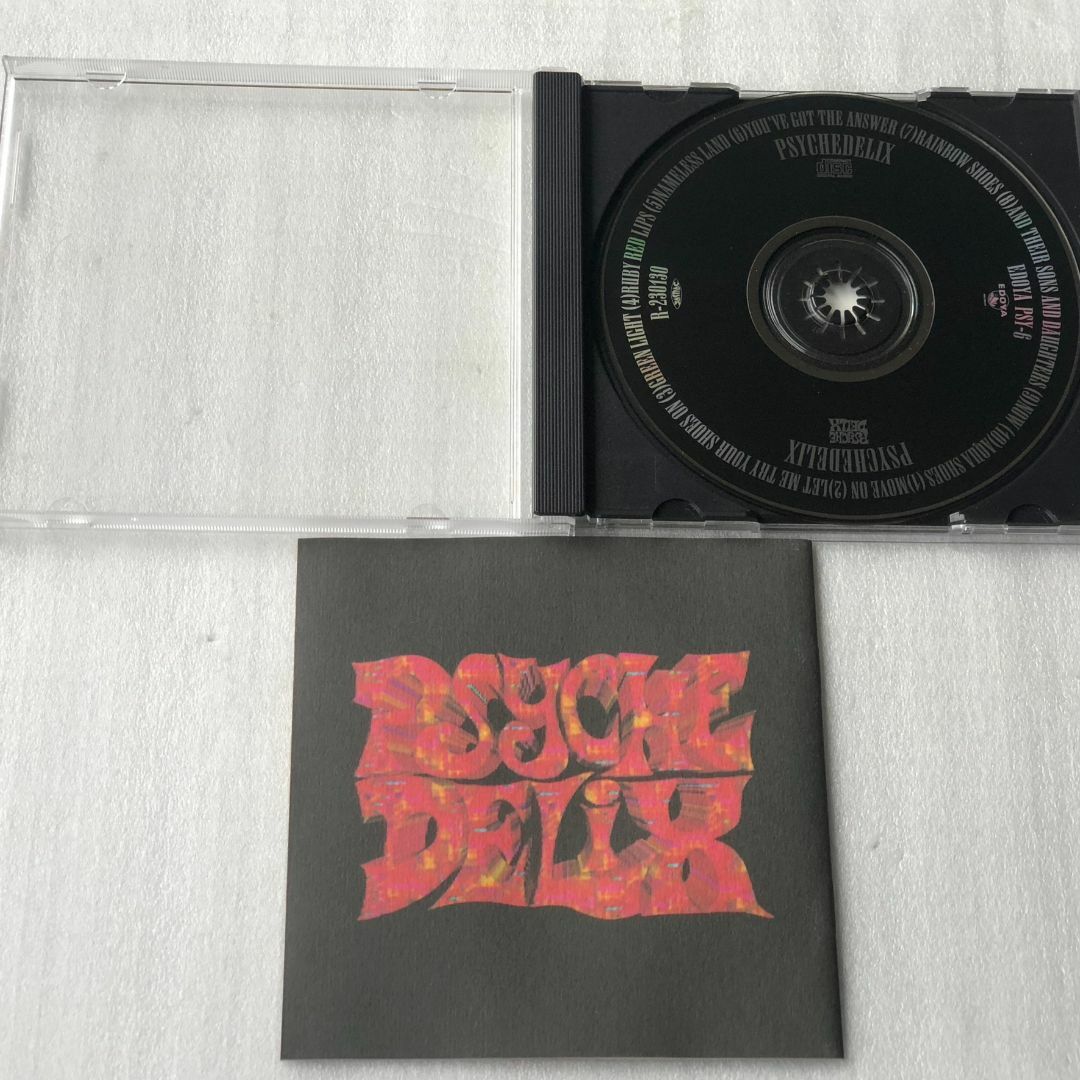 PSYCHEDELIX
EDOYA
EDOYA PSY-6
R-230130
PSYCHE
DELIX
PSYCHEDELIX
(1)MOVE ON (2)LET ME TRY YOUR SHOES ON (3)GREEN LIGHT (4)RUBY RED LIPS (5)NAMELESS LAND (6)YOU'VE GOT THE ANSWER (7)RAINBOW SHOES (8)AND THEIR SONS AND DAUGHTERS (9)NOW (10)AQUA SHOES
PSYCHE
DELIX